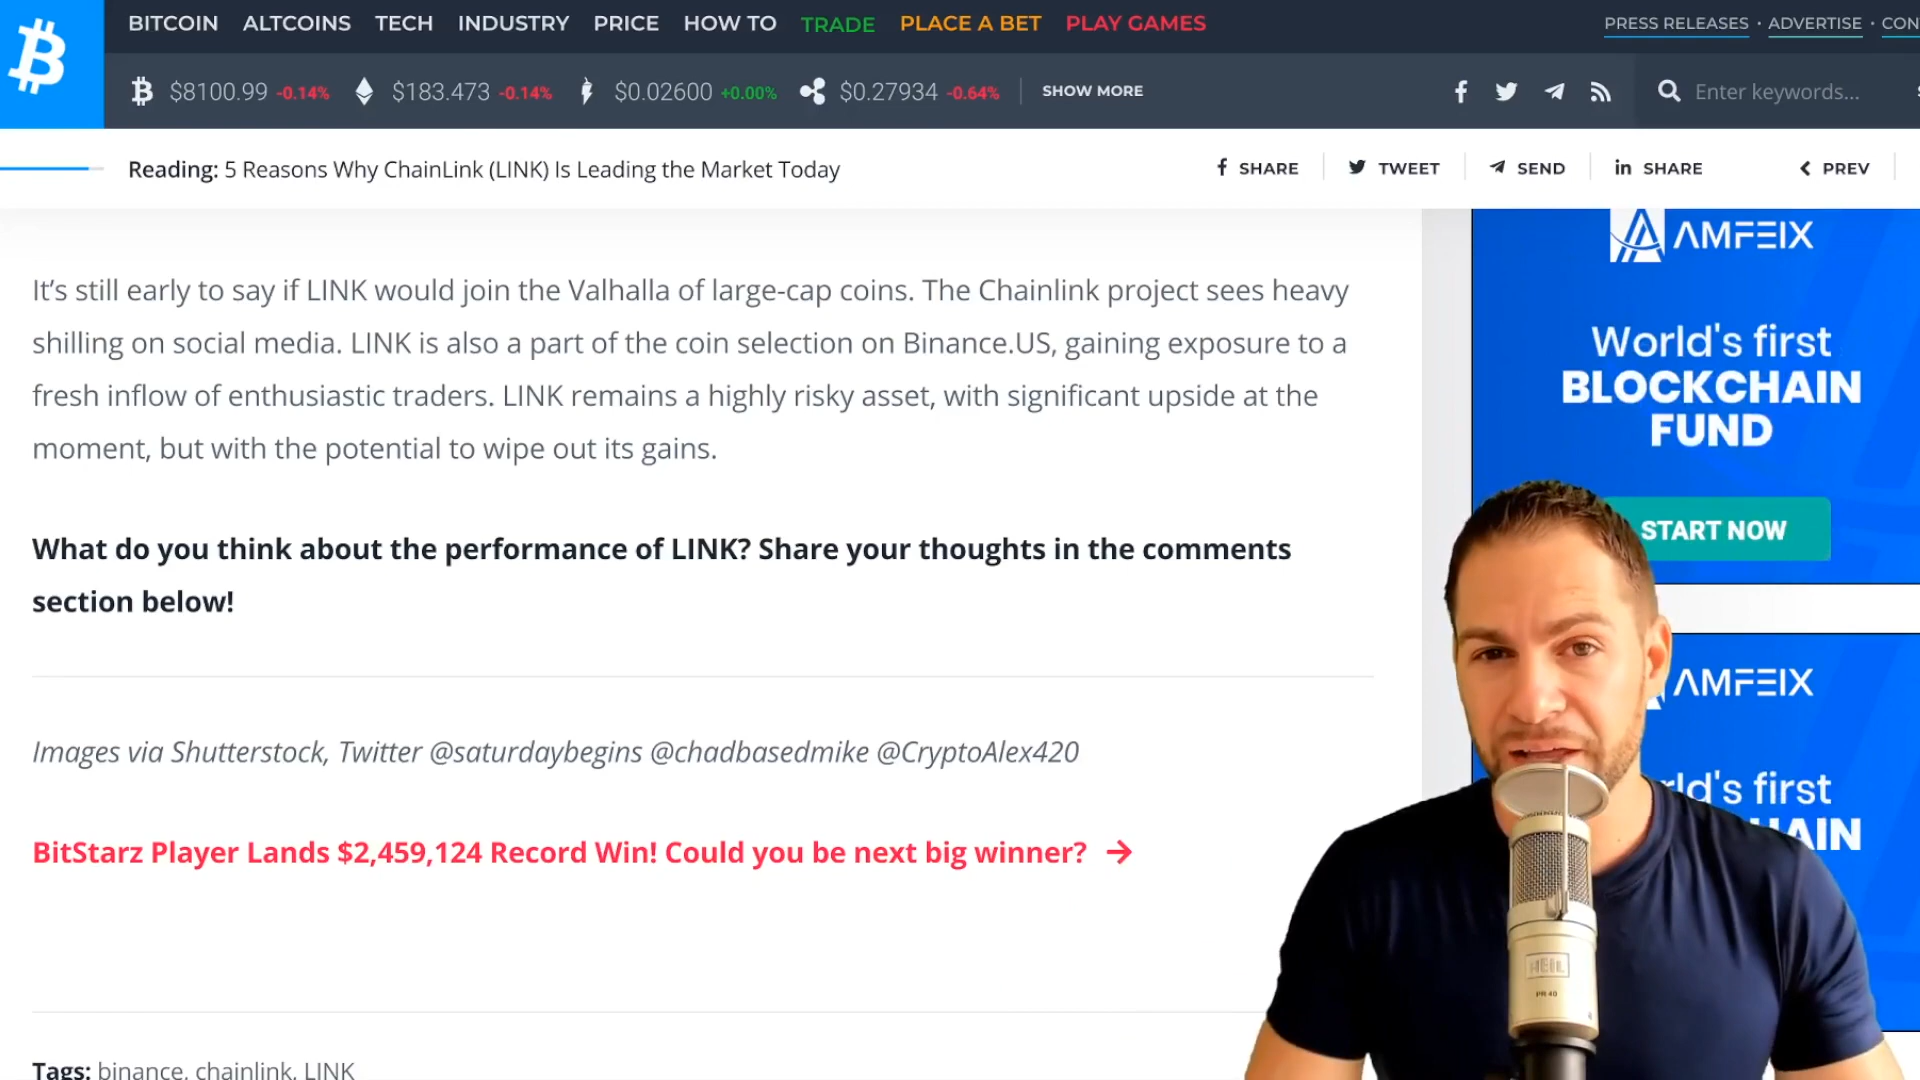 BITCOIN ALTCOINS TECH INDUSTRY PRICE HOW TO TRADE PLACE A BET PLAY GAMES PRESS RELEASES · ADVERTISE · CON
$8100.99 -0.14% $183.473 -0.14% $0.02600 +0.00% $0.27934 -0.64% SHOW MORE Enter keywords...
Reading: 5 Reasons Why ChainLink (LINK) Is Leading the Market Today SHARE TWEET SEND SHARE PREV
It’s still early to say if LINK would join the Valhalla of large-cap coins. The Chainlink project sees heavy
shilling on social media. LINK is also a part of the coin selection on Binance.US, gaining exposure to a
fresh inflow of enthusiastic traders. LINK remains a highly risky asset, with significant upside at the
moment, but with the potential to wipe out its gains.
What do you think about the performance of LINK? Share your thoughts in the comments
section below!
Images via Shutterstock, Twitter @saturdaybegins @chadbasedmike @CryptoAlex420
BitStarz Player Lands $2,459,124 Record Win! Could you be next big winner?
Tags: binance, chainlink, LINK
AMFEIX
World's first
BLOCKCHAIN
FUND
START NOW
AMFEIX
rld's first
HAIN
HEIL
PR 40